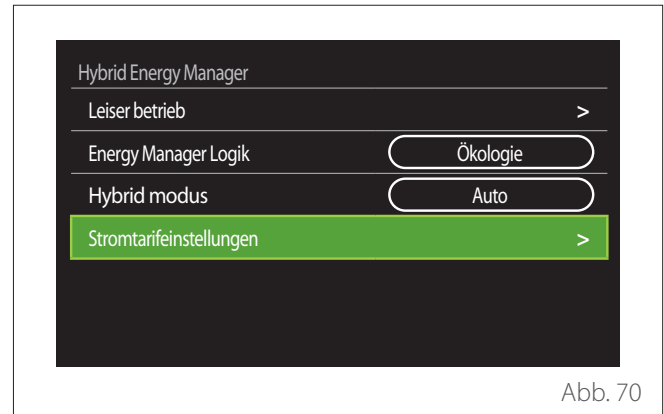 Hybrid Energy Manager
Leiser betrieb >
Energy Manager Logik Ökologie
Hybrid modus Auto
Stromtarifeinstellungen >
Abb. 70